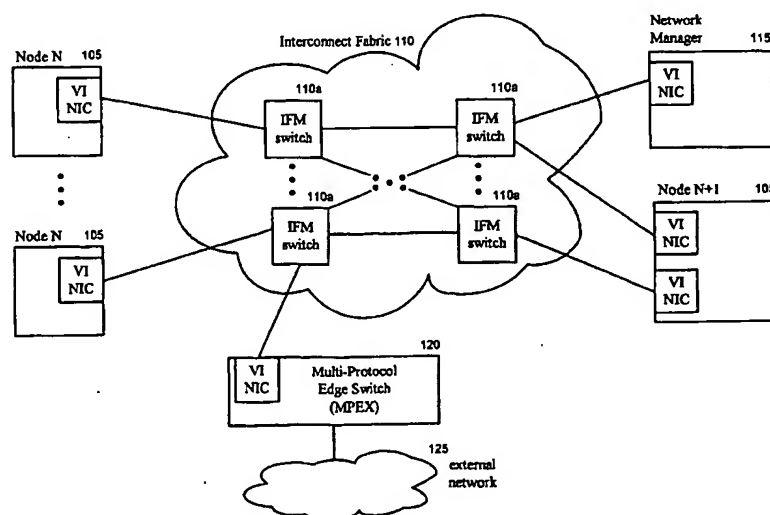 Node N 105
VI
NIC
Interconnect Fabric 110
110a
IFM
switch
110a
IFM
switch
Network
Manager 115
VI
NIC
110a
IFM
switch
110a
IFM
switch
Node N 105
VI
NIC
Node N+1
VI
NIC
VI
NIC
120
VI
NIC
Multi-Protocol
Edge Switch
(MPEX)
125
external
network